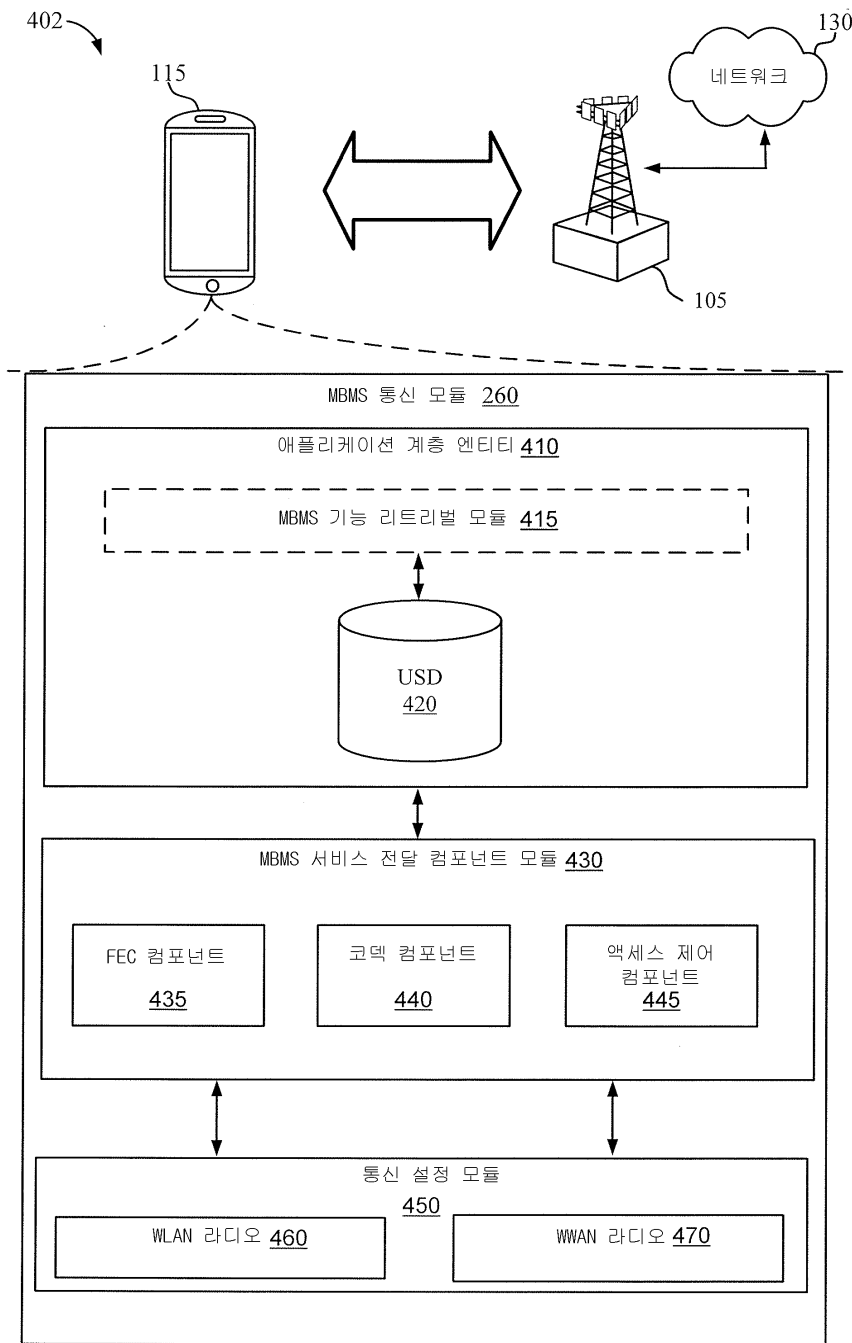 402
115
130
네트워크
105
MBMS 통신 모듈 260
애플리케이션 계층 엔티티 410
MBMS 기능 리트리벌 모듈 415
USD
420
MBMS 서비스 전달 컴포넌트 모듈 430
FEC 컴포넌트
435
코덱 컴포넌트
440
액세스 제어
컴포넌트
445
통신 설정 모듈
450
WLAN 라디오 460
WWAN 라디오 470